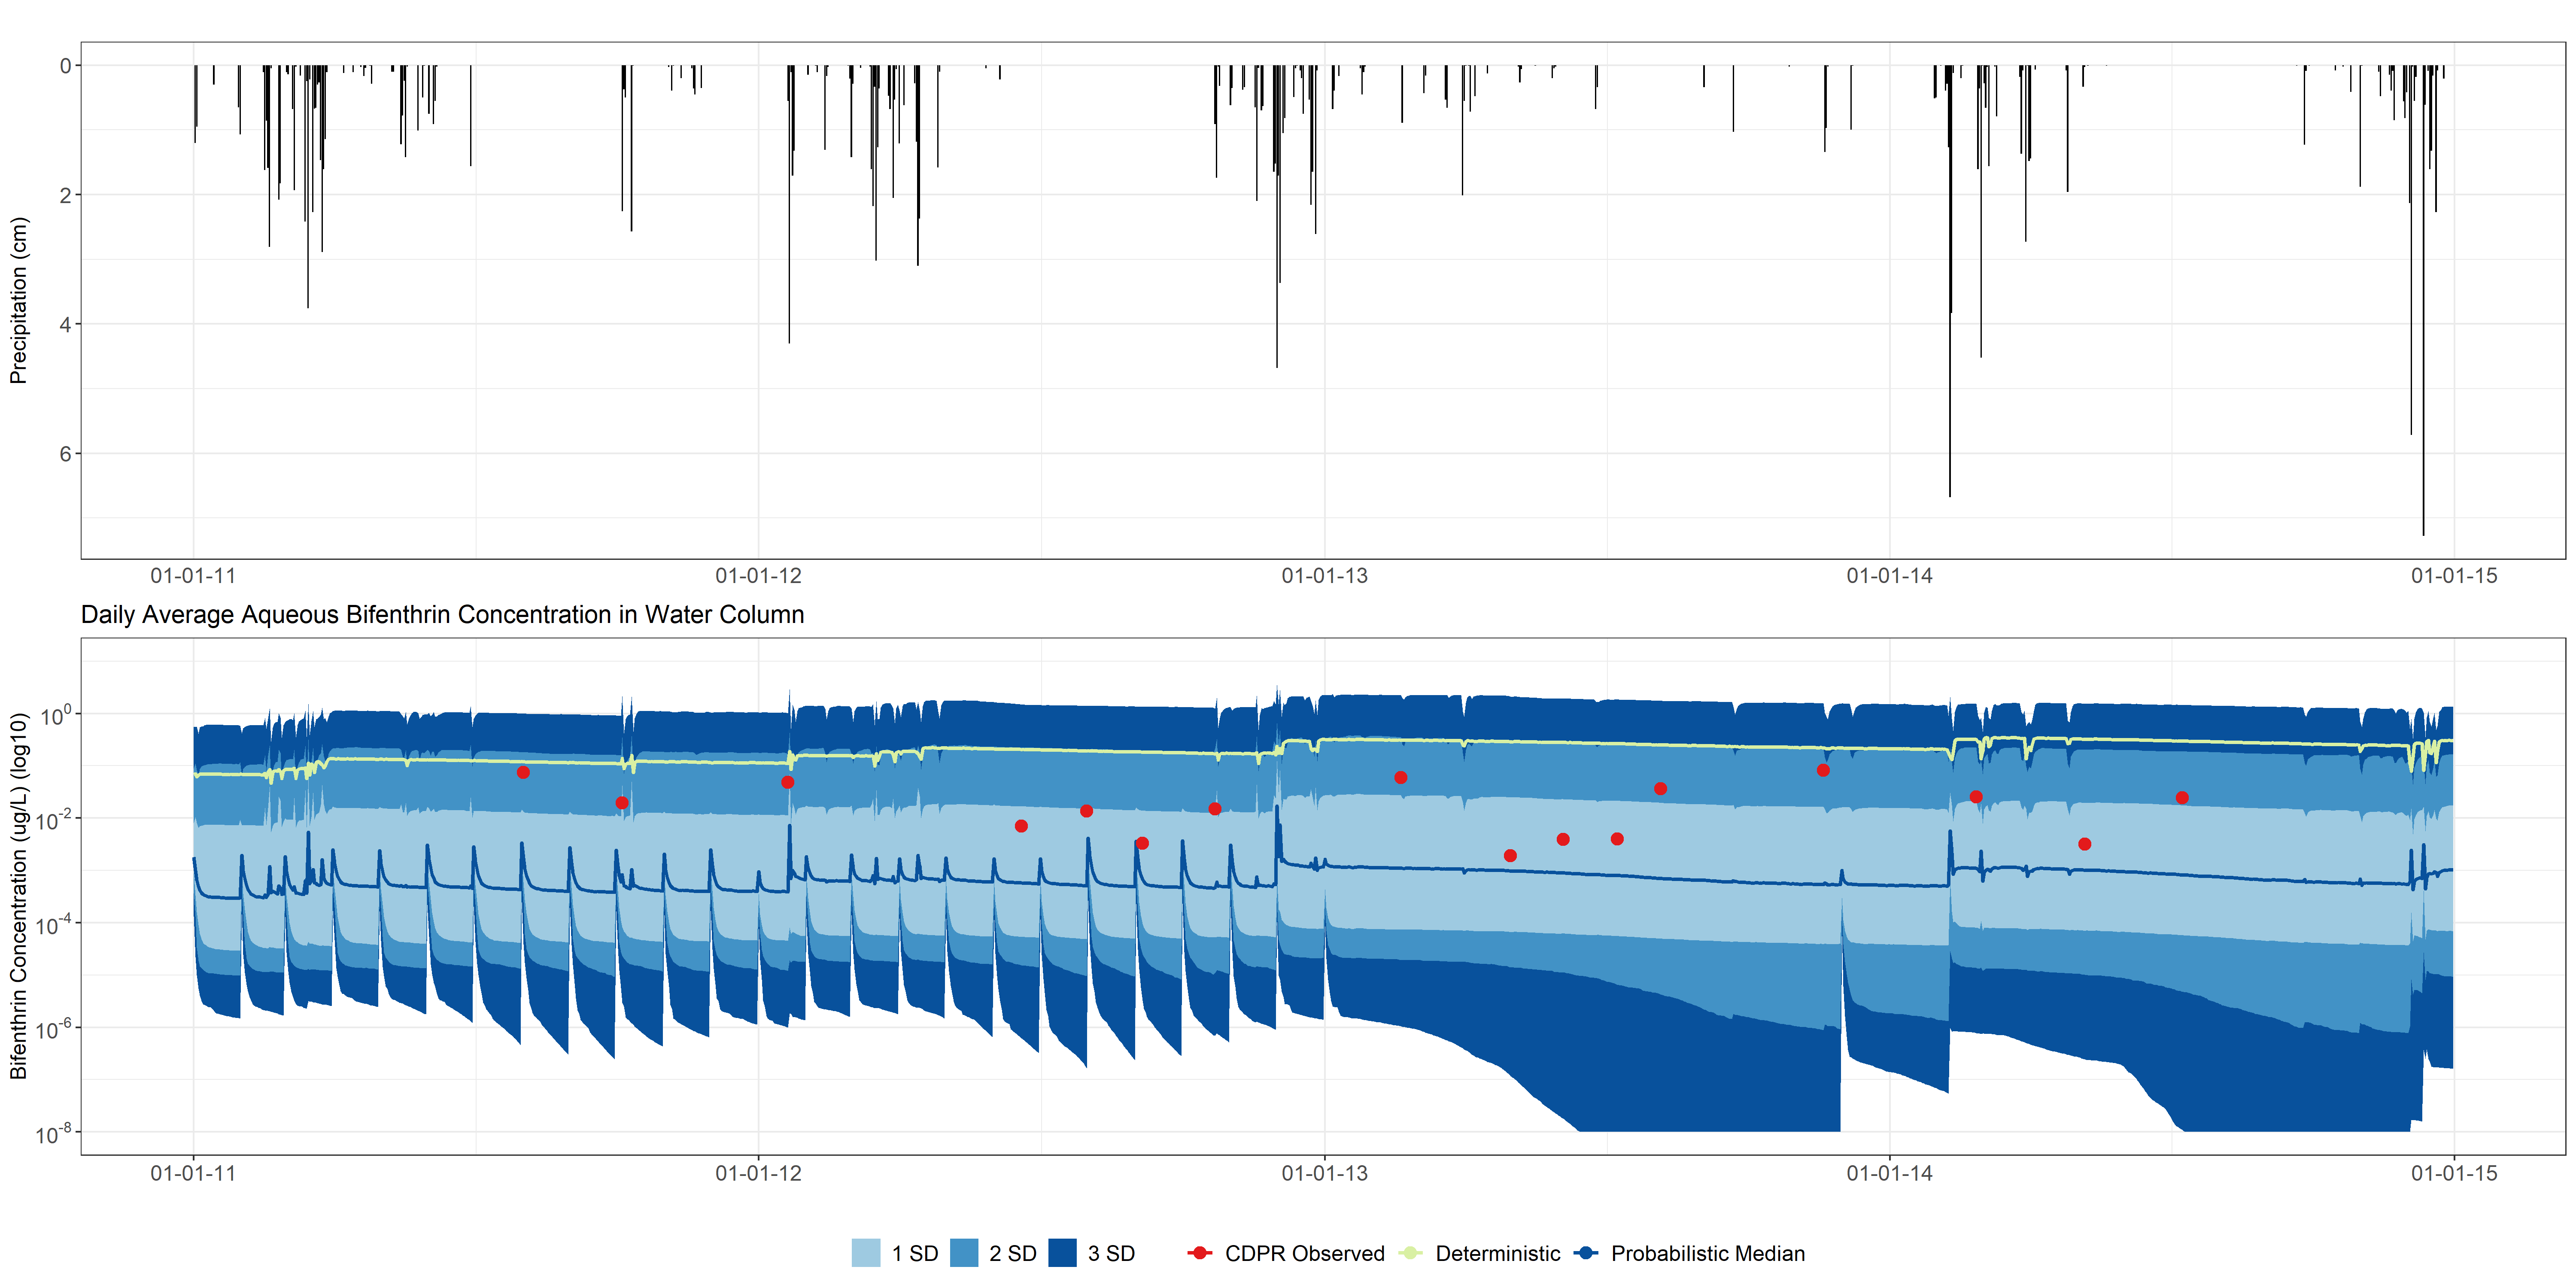 0
2
4
6
Precipitation (cm)
01-01-11 01-01-12 01-01-13 01-01-14 01-01-15
Daily Average Aqueous Bifenthrin Concentration in Water Column
10^0
10^-2
10^-4
10^-6
10^-8
Bifenthrin Concentration (ug/L) (log10)
01-01-11 01-01-12 01-01-13 01-01-14 01-01-15
1 SD 2 SD 3 SD CDPR Observed Deterministic Probabilistic Median